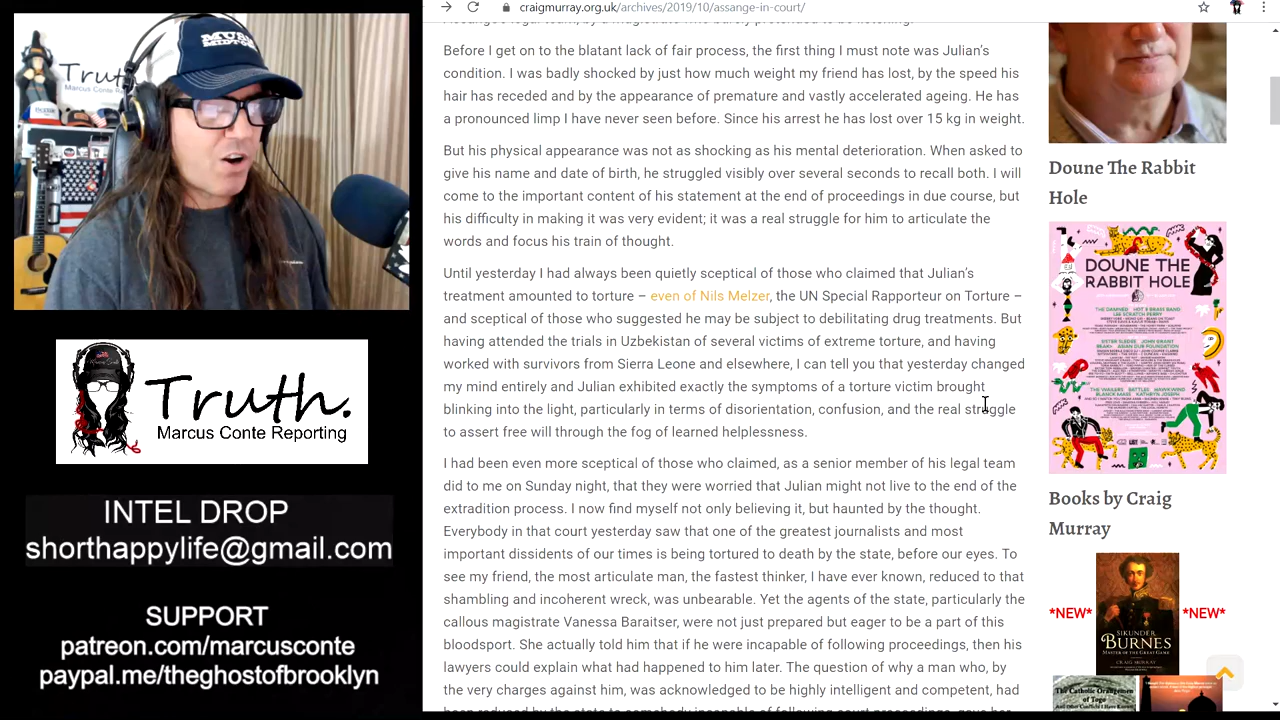 craigmurray.org.uk/archives/2019/10/assange-in-court/
Before I get on to the blatant lack of fair process, the first thing I must note was Julian's
condition. I was badly shocked by just how much weight my friend has lost, by the speed his
hair has receded and by the appearance of premature and vastly accelerated ageing. He has
a pronounced limp I have never seen before. Since his arrest he has lost over 15 kg in weight.
But his physical appearance was not as shocking as his mental deterioration. When asked to
give his name and date of birth, he struggled visibly over several seconds to recall both. I will
come to the important content of his statement at the end of proceedings in due course, but
his difficulty in making it was very evident; it was a real struggle for him to articulate the
words and focus his train of thought.
Until yesterday I had always been quietly sceptical of those who claimed that Julian's
treatment amounted to torture – even of Nils Melzer, the UN Special Rapporteur on Torture –
sceptical of those who suggested he may be subject to debilitating drug treatments. But
attended the trials in Uzbekistan of several victims of extreme torture, and having
with survivors from Sierra Leone and elsewhere, I can tell you that yesterday changed
entirely and Julian exhibited exactly the symptoms of a torture victim brought
into the light, particularly in terms of disorientation, confusion, and the real struggle
to assert free will through the fog of learned helplessness.
I had been even more sceptical of those who claimed, as a senior member of his legal team
did to me on Sunday night, that they were worried that Julian might not live to the end of the
extradition process. I now find myself not only believing it, but haunted by the thought.
Everybody in that court yesterday saw that one of the greatest journalists and most
important dissidents of our times is being tortured to death by the state, before our eyes. To
see my friend, the most articulate man, the fastest thinker, I have ever known, reduced to that
shambling and incoherent wreck, was unbearable. Yet the agents of the state, particularly the
callous magistrate Vanessa Baraitser, were not just prepared but eager to be a part of this
bloodsport. She actually told him that if he were incapable of following proceedings, then his
lawyers could explain what had happened to him later. The question of why a man who, by
the very charges against him, was acknowledged to be highly intelligent and competent, had
Doune The Rabbit
Hole
DOUNE THE
RABBIT HOLE
Books by Craig
Murray
*NEW*
SIKUNDER
BURNES
MASTER OF THE GREAT GAME
CRAIG MURRAY
*NEW*
The Catholic Orangemen
of Togo
Truth.
Marcus Conte Reporting
INTEL DROP
shorthappylife@gmail.com
SUPPORT
patreon.com/marcusconte
paypal.me/theghostofbrooklyn